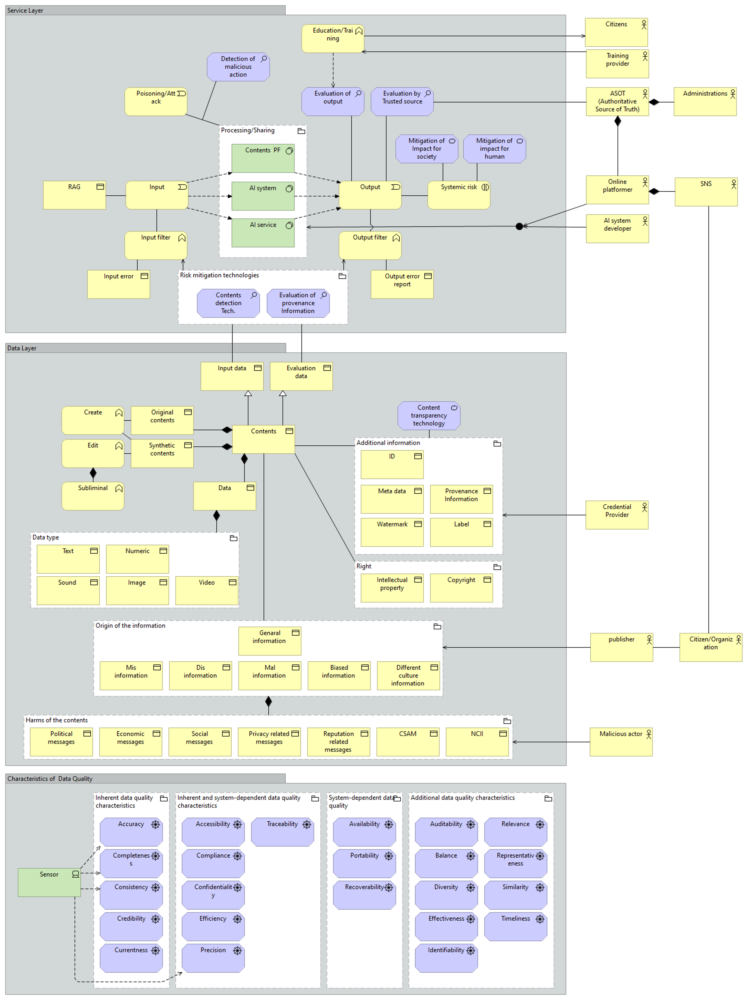 Service Layer
Education/Trai
ning
Citizens
Training
provider
Detection of
malicious
action
Poisoning/Att
ack
Evaluation of
output
Evaluation by
Trusted source
ASOT
(Authoritative
Source of Truth)
Administrations
Processing/Sharing
Contents  PF
AI system
AI service
Mitigation of
Impact for
society
Mitigation of
impact for
human
RAG
Input
Output
Systemic risk
Online
platformer
SNS
AI system
developer
Input filter
Output filter
Input error
Output error
report
Risk mitigation technologies
Contents
detection
Tech.
Evaluation of
provenance
Information
Data Layer
Input data
Evaluation
data
Create
Original
contents
Contents
Content
transparency
technology
Edit
Synthetic
contents
Subliminal
Data
Additional information
ID
Meta data
Provenance
Information
Watermark
Label
Credential
Provider
Data type
Text
Numeric
Sound
Image
Video
Right
Intellectual
property
Copyright
Origin of the information
Genaral
information
Mis
information
Dis
information
Mal
information
Biased
information
Different
culture
information
publisher
Citizen/Organiz
ation
Harms of the contents
Political
messages
Economic
messages
Social
messages
Privacy related
messages
Reputation
related
messages
CSAM
NCII
Malicious actor
Characteristics of  Data Quality
Inherent data quality
characteristics
Accuracy
Completenes
s
Consistency
Credibility
Currentness
Sensor
Inherent and system-dependent data quality
characteristics
Accessibility
Traceability
Compliance
Confidentialit
y
Efficiency
Precision
System-dependent data
quality
Availability
Portability
Recoverability
Additional data quality characteristics
Auditability
Relevance
Balance
Representativ
eness
Diversity
Similarity
Effectiveness
Timeliness
Identifiability